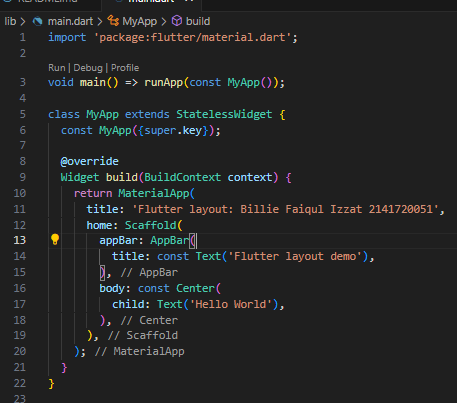 lib > main.dart > MyApp > build
1 import 'package:flutter/material.dart';
2
Run | Debug | Profile
3 void main() => runApp(const MyApp());
4
5 class MyApp extends StatelessWidget {
6 const MyApp({super.key});
7
8 @override
9 Widget build(BuildContext context) {
10 return MaterialApp(
11 title: 'Flutter layout: Billie Faiqul Izzat 2141720051',
12 home: Scaffold(
13 appBar: AppBar(
14 title: const Text('Flutter layout demo'),
15 ), // AppBar
16 body: const Center(
17 child: Text('Hello World'),
18 ), // Center
19 ), // Scaffold
20 ); // MaterialApp
21 }
22 }
23